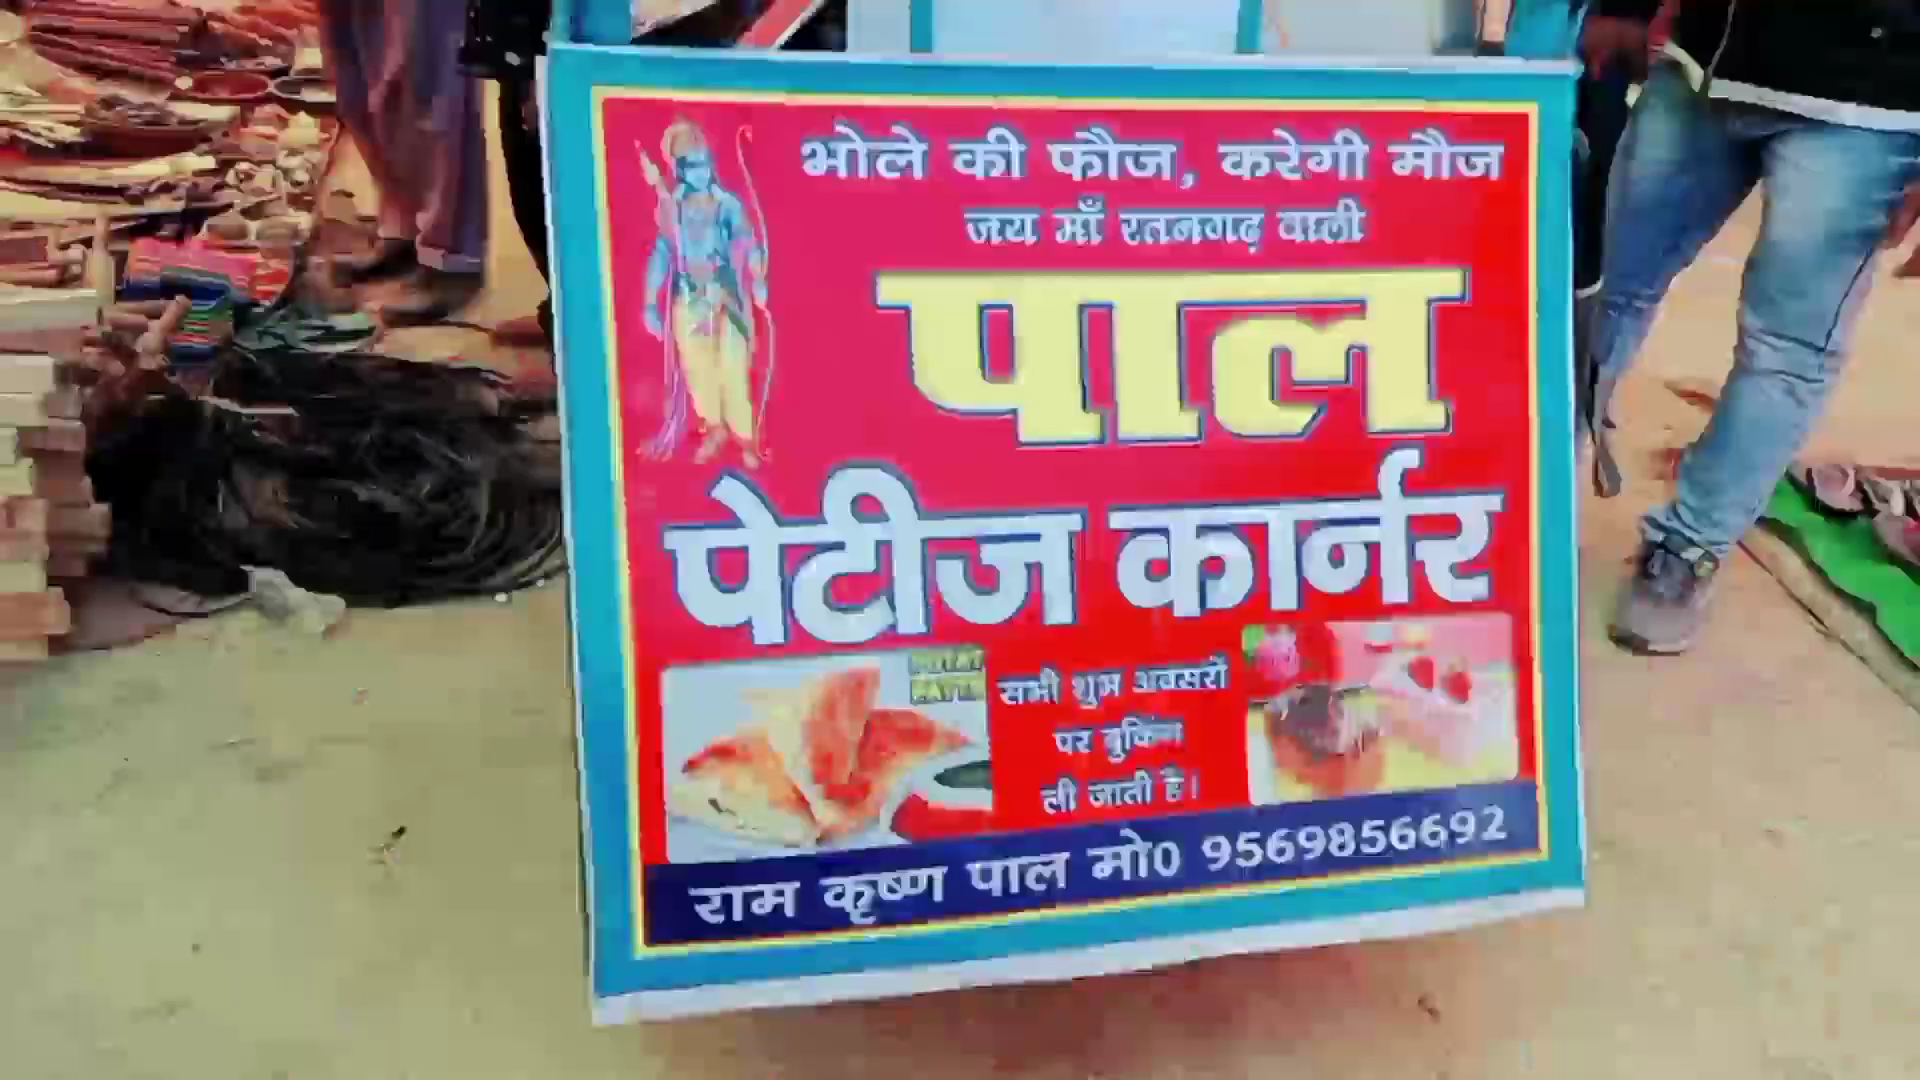 भोले की फौज, करेगी मौज
जय माँ रतनगढ़ वाली
पाल
पेटीज कार्नर
सभी शुभ अवसरों
पर बुकिंग
ली जाती है।
राम कृष्ण पाल मो0 9569856692